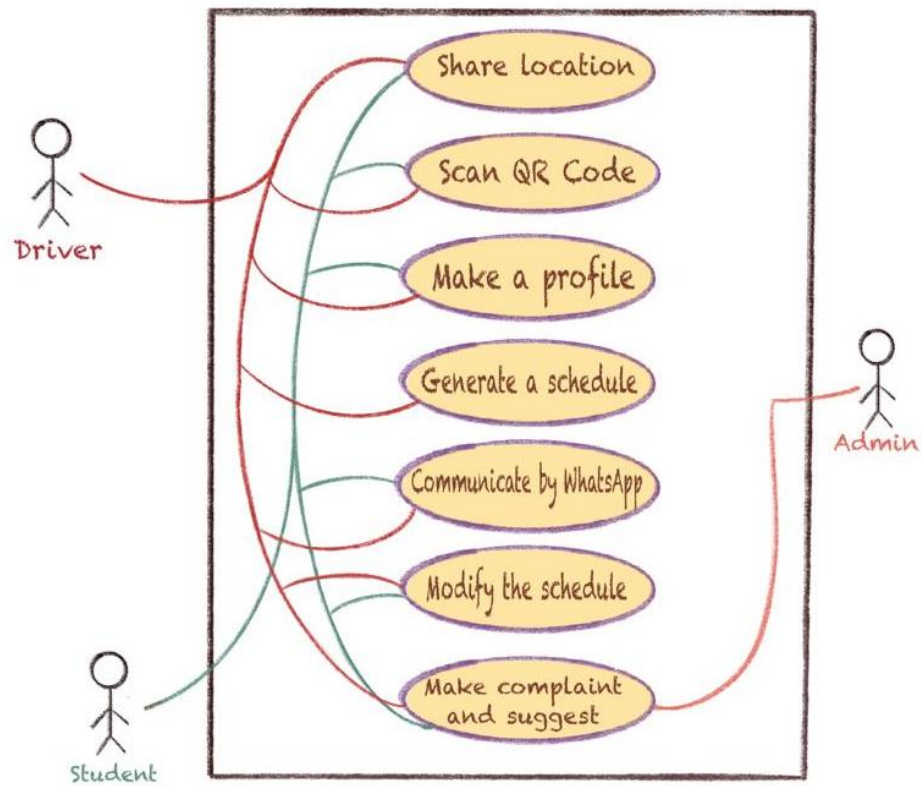 Share location
Scan QR Code
Driver
Make a profile
Generate a schedule
Admin
Communicate by WhatsApp
Modify the schedule
Make complaint
and suggest
Student